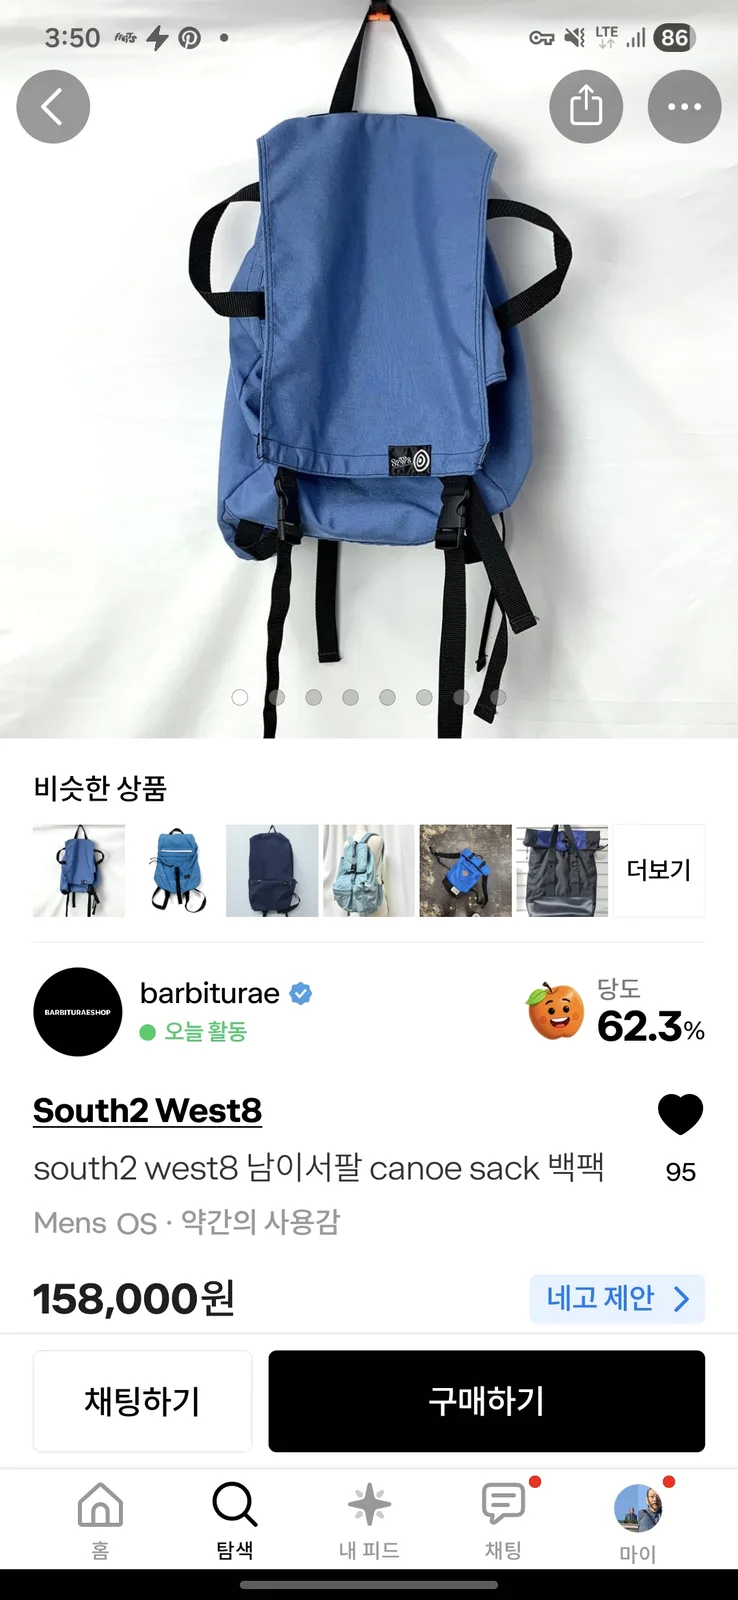 3:50
LTE
86
비슷한 상품
더보기
BARBITURAESHOP
barbiturae
오늘 활동
당도
62.3%
South2 West8
south2 west8 남이서팔 canoe sack 백팩
95
Mens OS · 약간의 사용감
158,000원
네고 제안
채팅하기
구매하기
홈
탐색
내 피드
채팅
마이